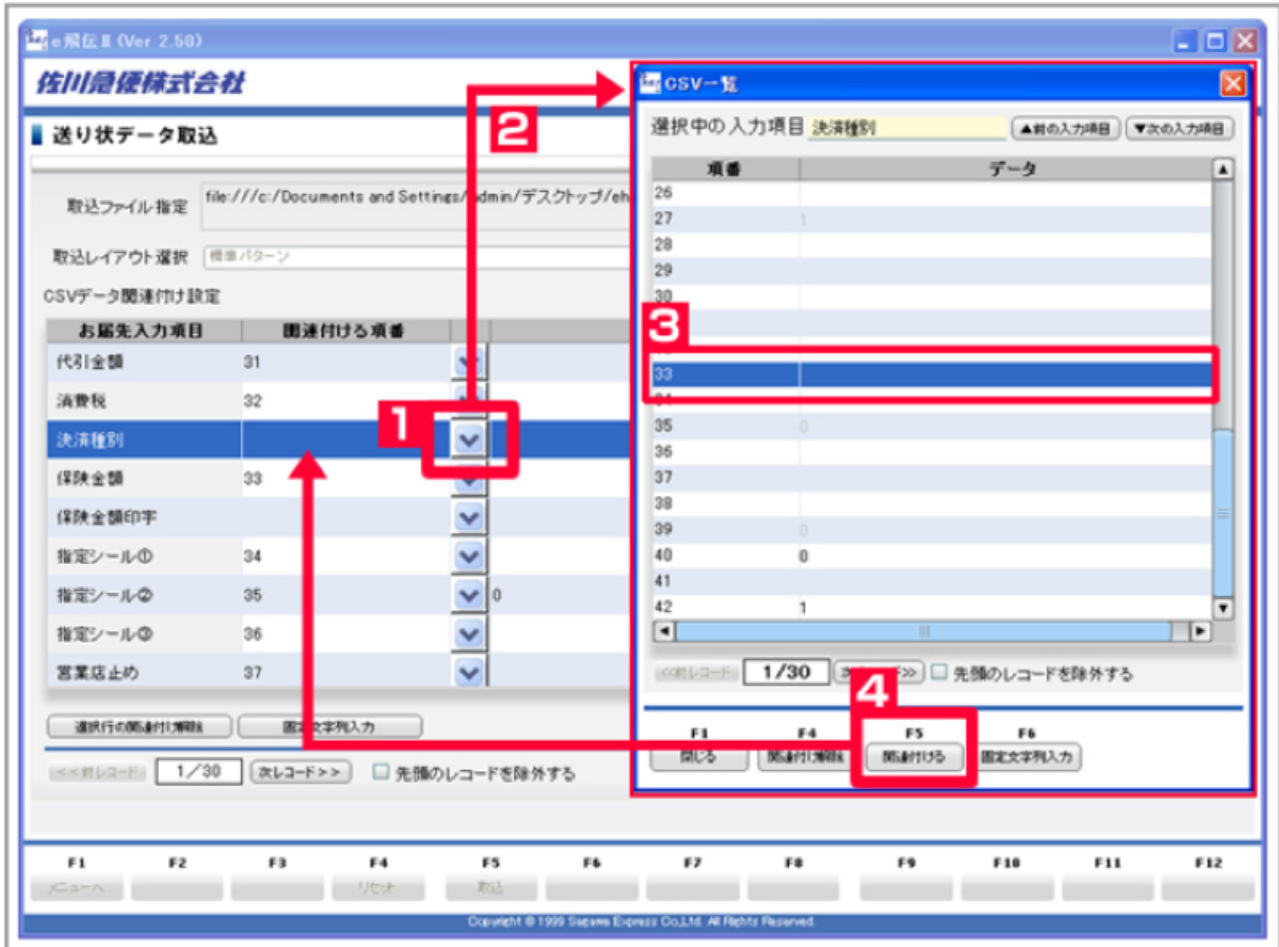 e飛伝Ⅱ (Ver 2.50)
佐川急便株式会社
送り状データ取込
取込ファイル指定
file:///c:/Documents and Settings/
dmin/デスクトップ/eh
取込レイアウト選択
標準パターン
CSVデータ関連付け設定
お届先入力項目 関連付ける項番
代引金額 31
消費税 32
決済種別
保険金額 33
保険金額印字
指定シール① 34
指定シール② 35 0
指定シール③ 36
営業店止め 37
選択行の関連付け解除
固定文字列入力
<<前レコード 1/30 次レコード>> 先頭のレコードを除外する
1
2
CSV一覧
選択中の入力項目 決済種別 ▲前の入力項目 ▼次の入力項目
項番 データ
26
27 1
28
29
30
3
33
34
35 0
36
37
38
39 0
40 0
41
42 1
<<前レコード 1/30 先頭のレコードを除外する
4
F1 F4 F5 F6
閉じる 関連付け解除 関連付ける 固定文字列入力
F1 F2 F3 F4 F5 F6 F7 F8 F9 F10 F11 F12
メニューへ リセット 取込
Copyright © 1999 Sagawa Express Co.,Ltd. All Rights Reserved.